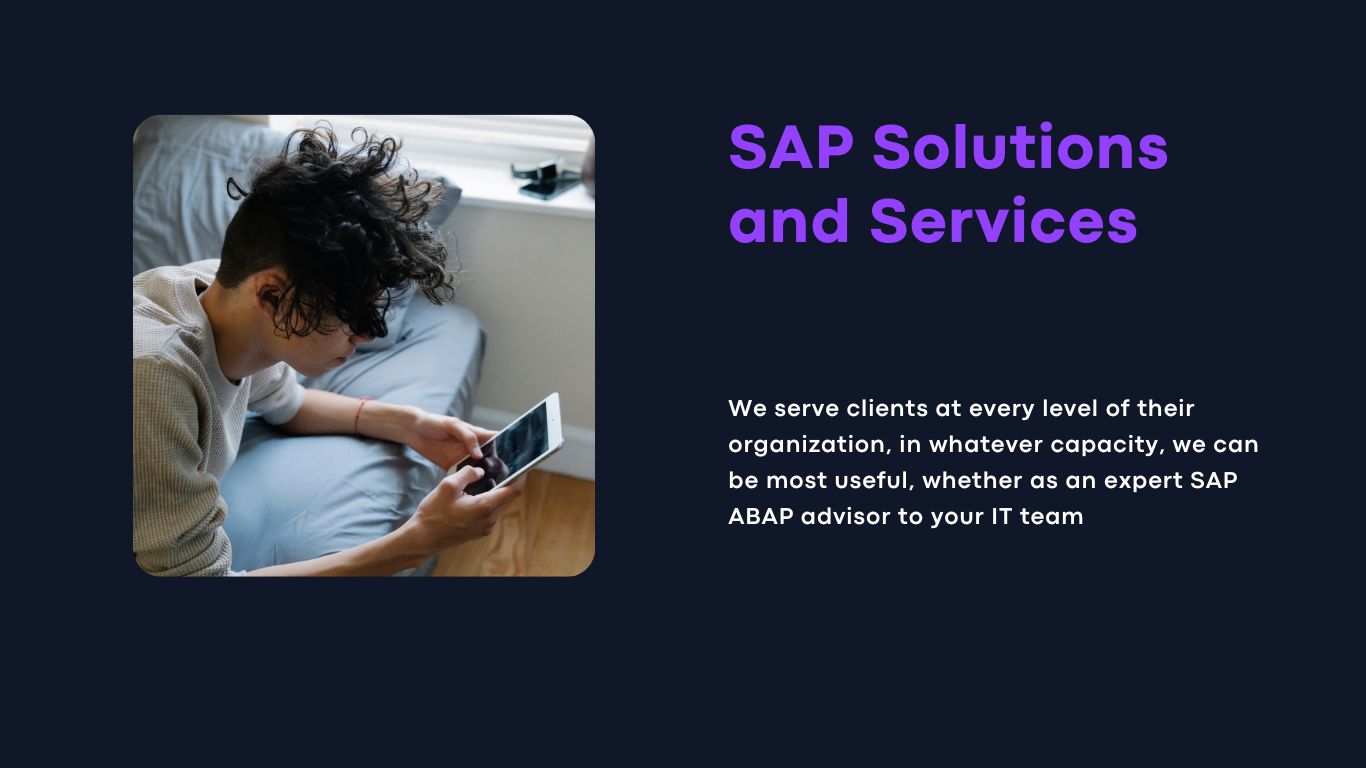 SAP Solutions
and Services
We serve clients at every level of their
organization, in whatever capacity, we can
be most useful, whether as an expert SAP
ABAP advisor to your IT team